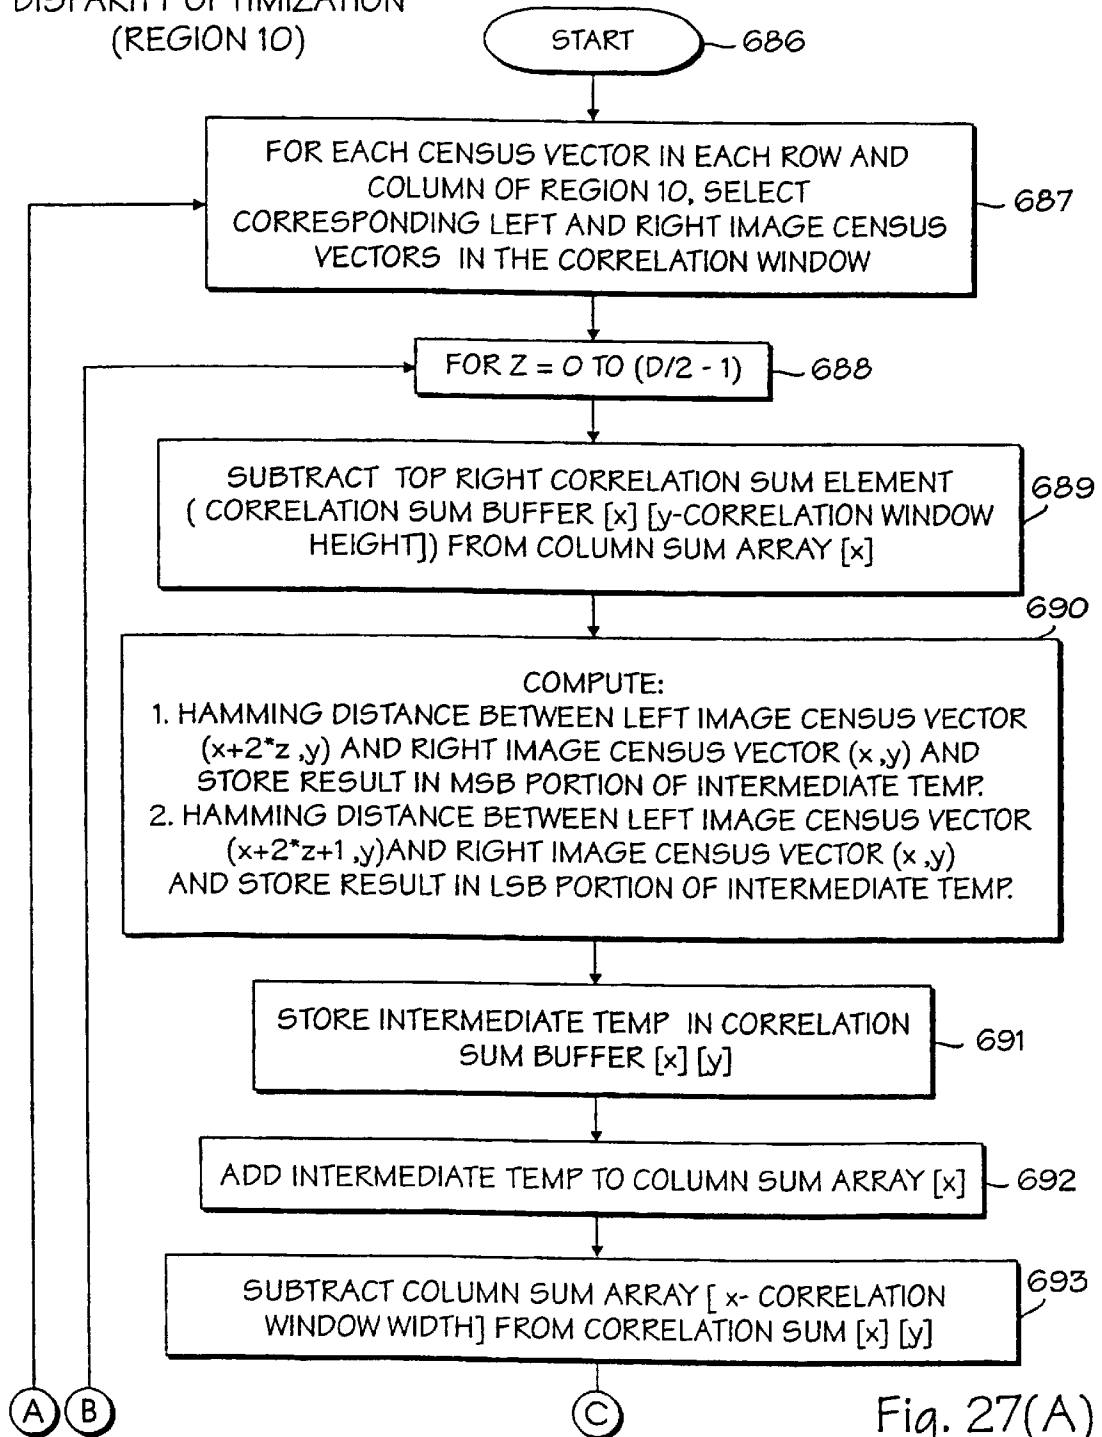 DISPARITY OPTIMIZATION
(REGION 10)
START
686
FOR EACH CENSUS VECTOR IN EACH ROW AND
COLUMN OF REGION 10, SELECT
CORRESPONDING LEFT AND RIGHT IMAGE CENSUS
VECTORS IN THE CORRELATION WINDOW
687
FOR Z = 0 TO (D/2 - 1)
688
SUBTRACT TOP RIGHT CORRELATION SUM ELEMENT
( CORRELATION SUM BUFFER [x] [y-CORRELATION WINDOW
HEIGHT]) FROM COLUMN SUM ARRAY [x]
689
690
COMPUTE:
1. HAMMING DISTANCE BETWEEN LEFT IMAGE CENSUS VECTOR
(x+2*z ,y) AND RIGHT IMAGE CENSUS VECTOR (x ,y) AND
STORE RESULT IN MSB PORTION OF INTERMEDIATE TEMP.
2. HAMMING DISTANCE BETWEEN LEFT IMAGE CENSUS VECTOR
(x+2*z+1 ,y)AND RIGHT IMAGE CENSUS VECTOR (x ,y)
AND STORE RESULT IN LSB PORTION OF INTERMEDIATE TEMP.
STORE INTERMEDIATE TEMP IN CORRELATION
SUM BUFFER [x] [y]
691
ADD INTERMEDIATE TEMP TO COLUMN SUM ARRAY [x]
692
SUBTRACT COLUMN SUM ARRAY [ x- CORRELATION
WINDOW WIDTH] FROM CORRELATION SUM [x] [y]
693
A
B
C
Fig. 27(A)